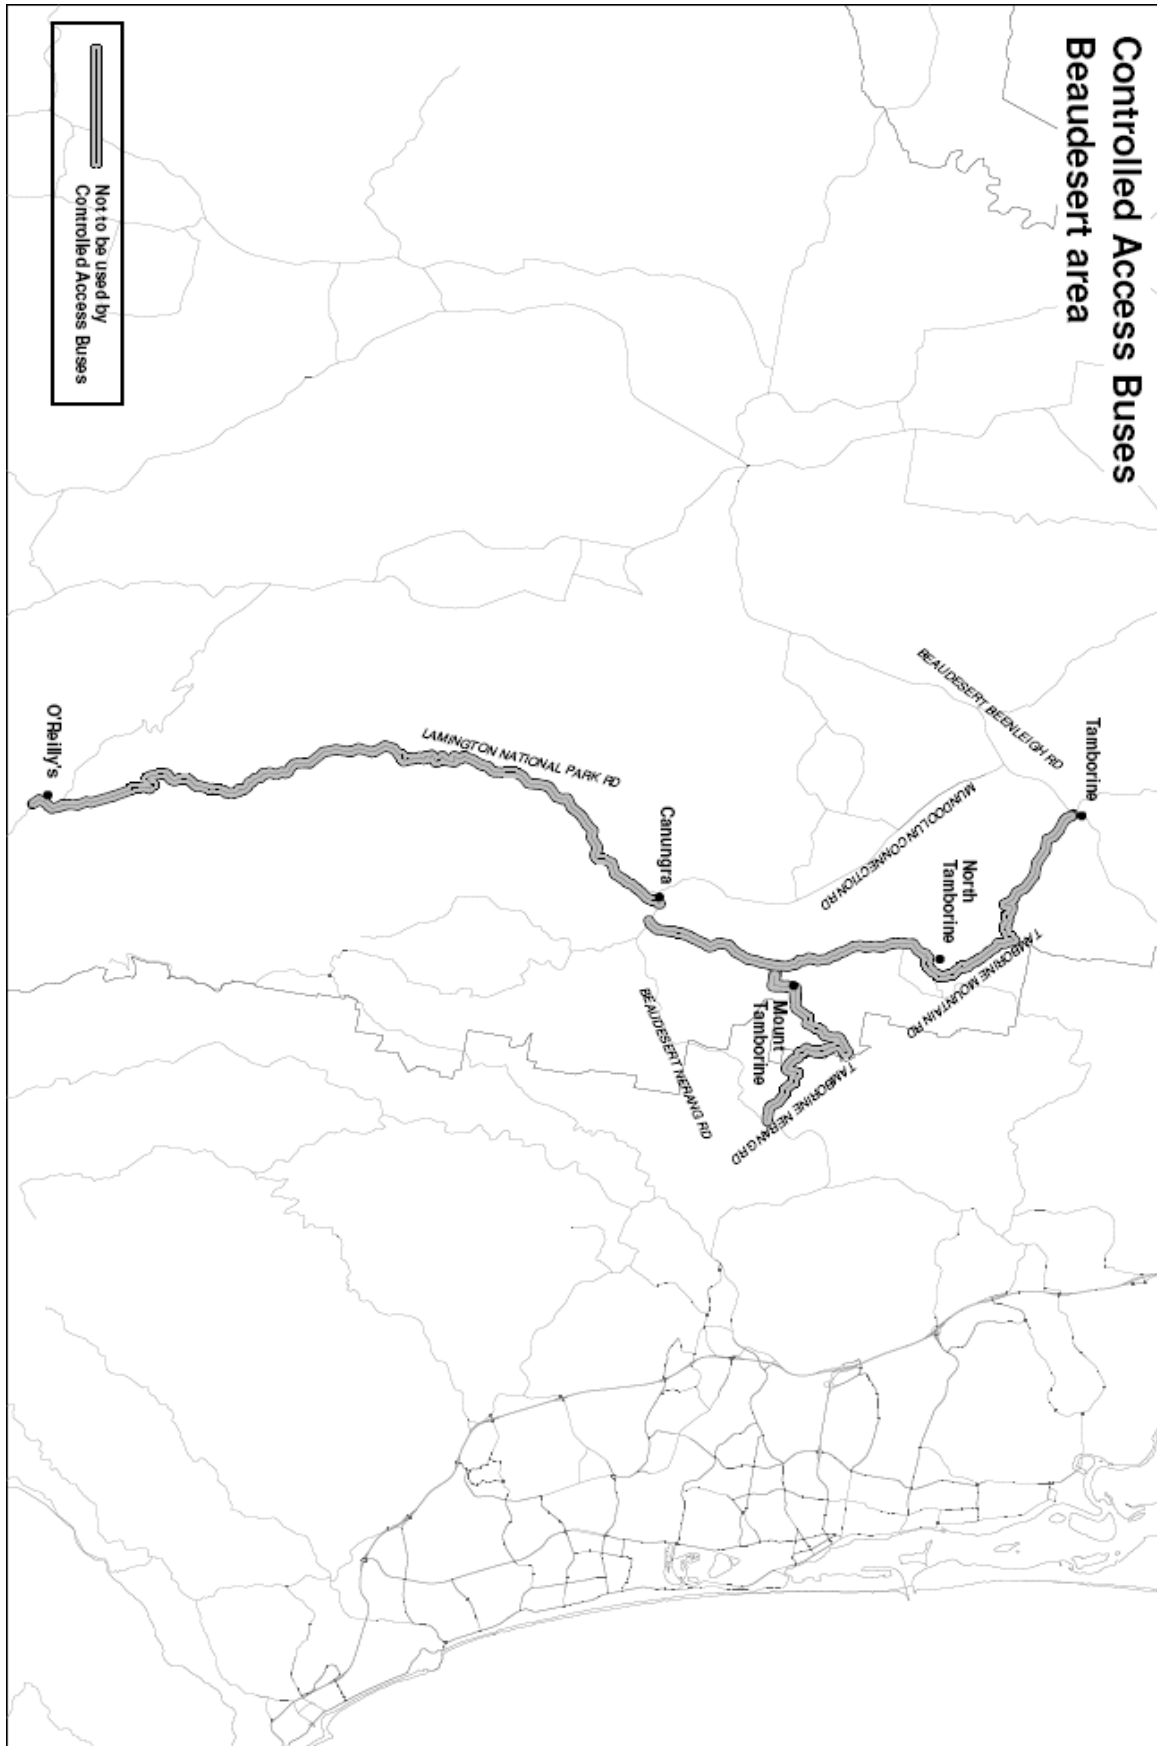 Controlled Access Buses
Beaudesert area
Tamborine
BEAUDESERT BEENLEIGH RD
MUNDOOLUN CONNECTION RD
North
Tamborine
TAMBORINE MOUNTAIN RD
Mount
Tamborine
TAMBORINE NERANG RD
Canungra
BEAUDESERT NERANG RD
LAMINGTON NATIONAL PARK RD
O'Reilly's
Not to be used by
Controlled Access Buses